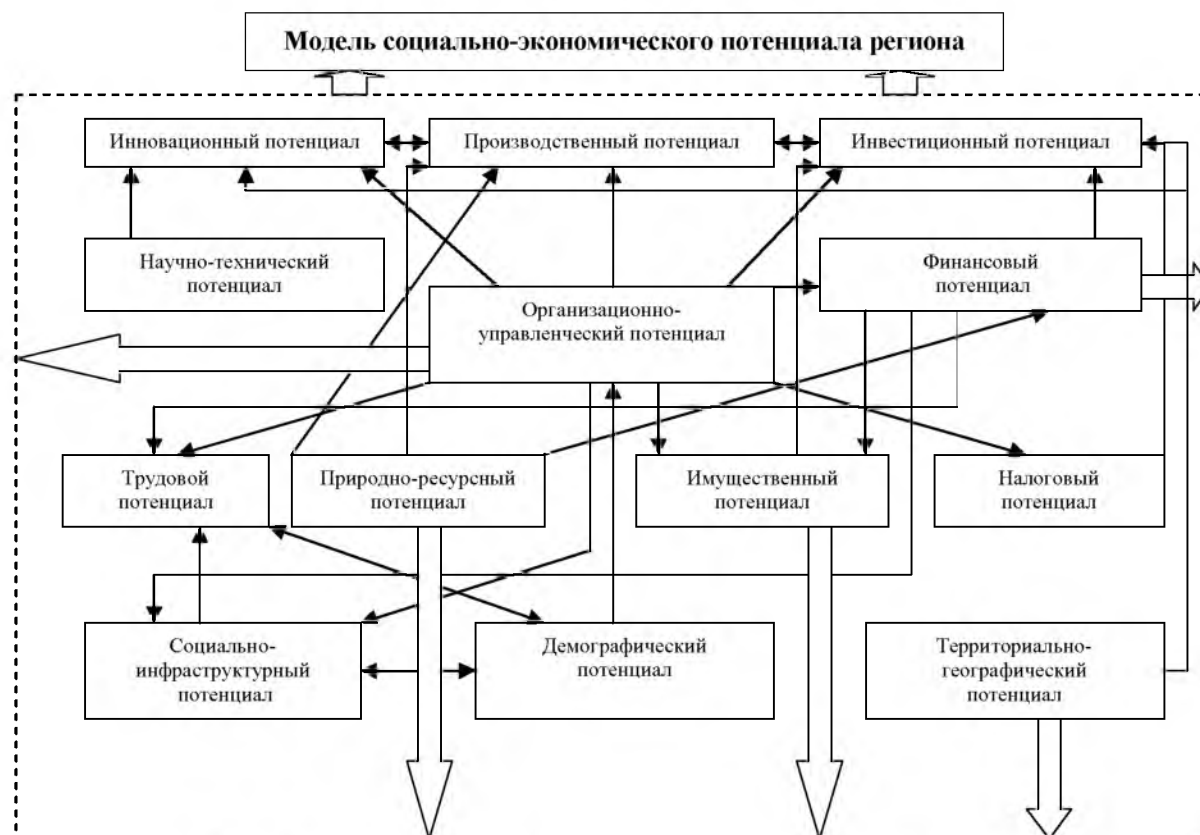 Модель социально-экономического потенциала региона
Инновационный потенциал
Производственный потенциал
Инвестиционный потенциал
Научно-технический
потенциал
Финансовый
потенциал
Организационно-
управленческий потенциал
Трудовой
потенциал
Природно-ресурсный
потенциал
Имущественный
потенциал
Налоговый
потенциал
Социально-
инфраструктурный
потенциал
Демографический
потенциал
Территориально-
географический
потенциал